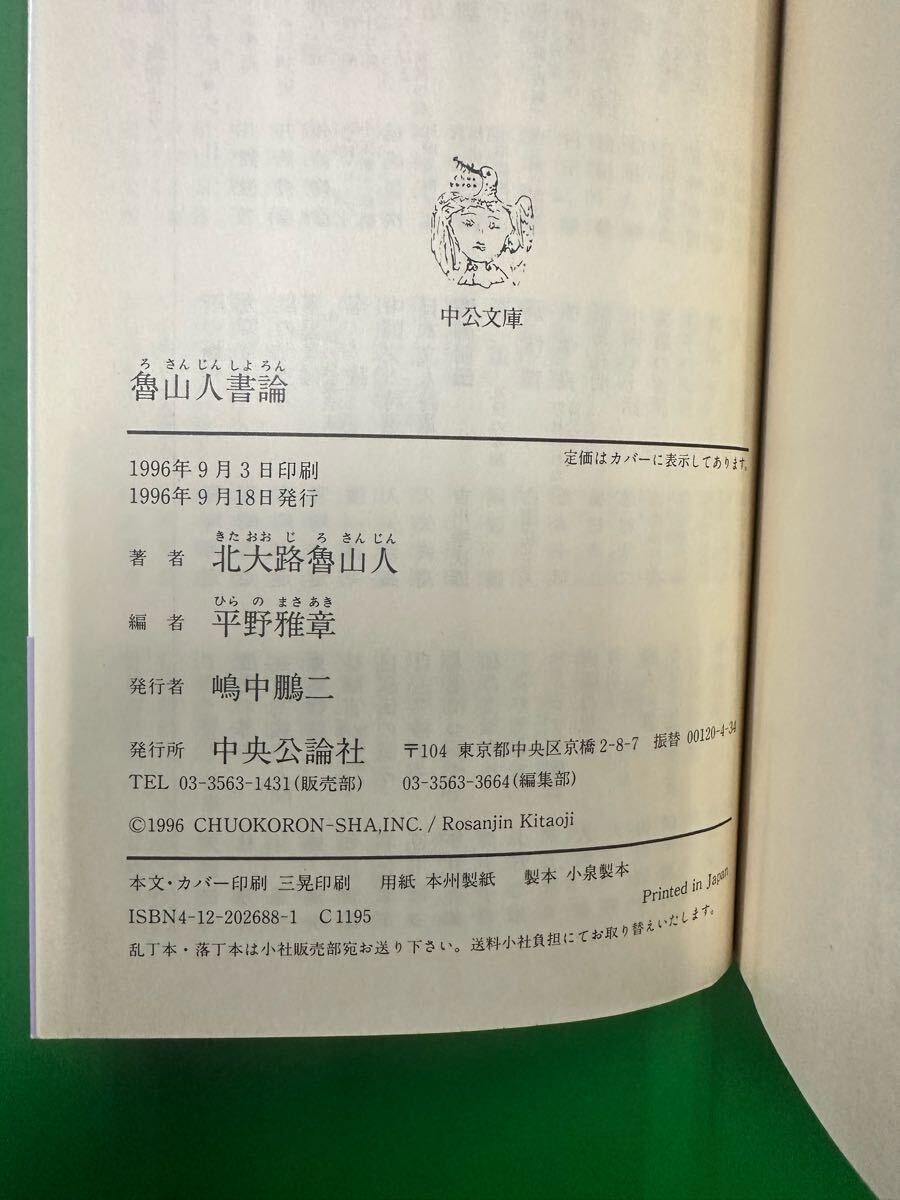 chuo
koron
中公文庫
ろさんじんしよろん
魯山人書論
定価はカバーに表示してあります。
1996年9月3日印刷
1996年9月18日発行
きたおおじろさんじん
著者 北大路魯山人
ひらのまさあき
編者 平野雅章
発行者 嶋中鵬二
発行所 中央公論社 〒104 東京都中央区京橋2-8-7 振替 00120-4-34
TEL 03-3563-1431(販売部) 03-3563-3664(編集部)
©1996 CHUOKORON-SHA,INC. / Rosanjin Kitaoji
本文・カバー印刷 三晃印刷 用紙 本州製紙 製本 小泉製本
Printed in Japan
ISBN4-12-202688-1 C1195
乱丁本・落丁本は小社販売部宛お送り下さい。送料小社負担にてお取り替えいたします。